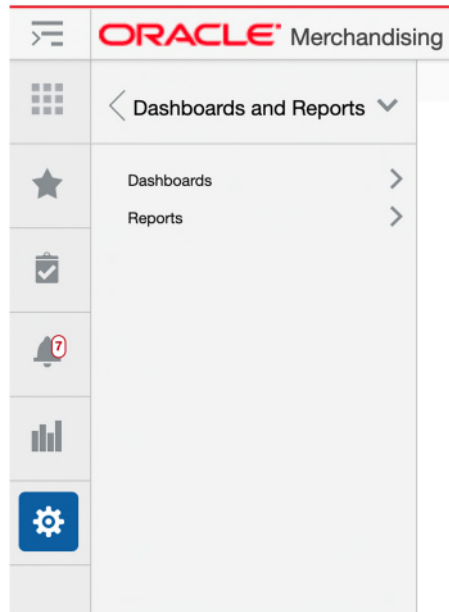 ORACLE® Merchandising
Dashboards and Reports
Dashboards
Reports
7